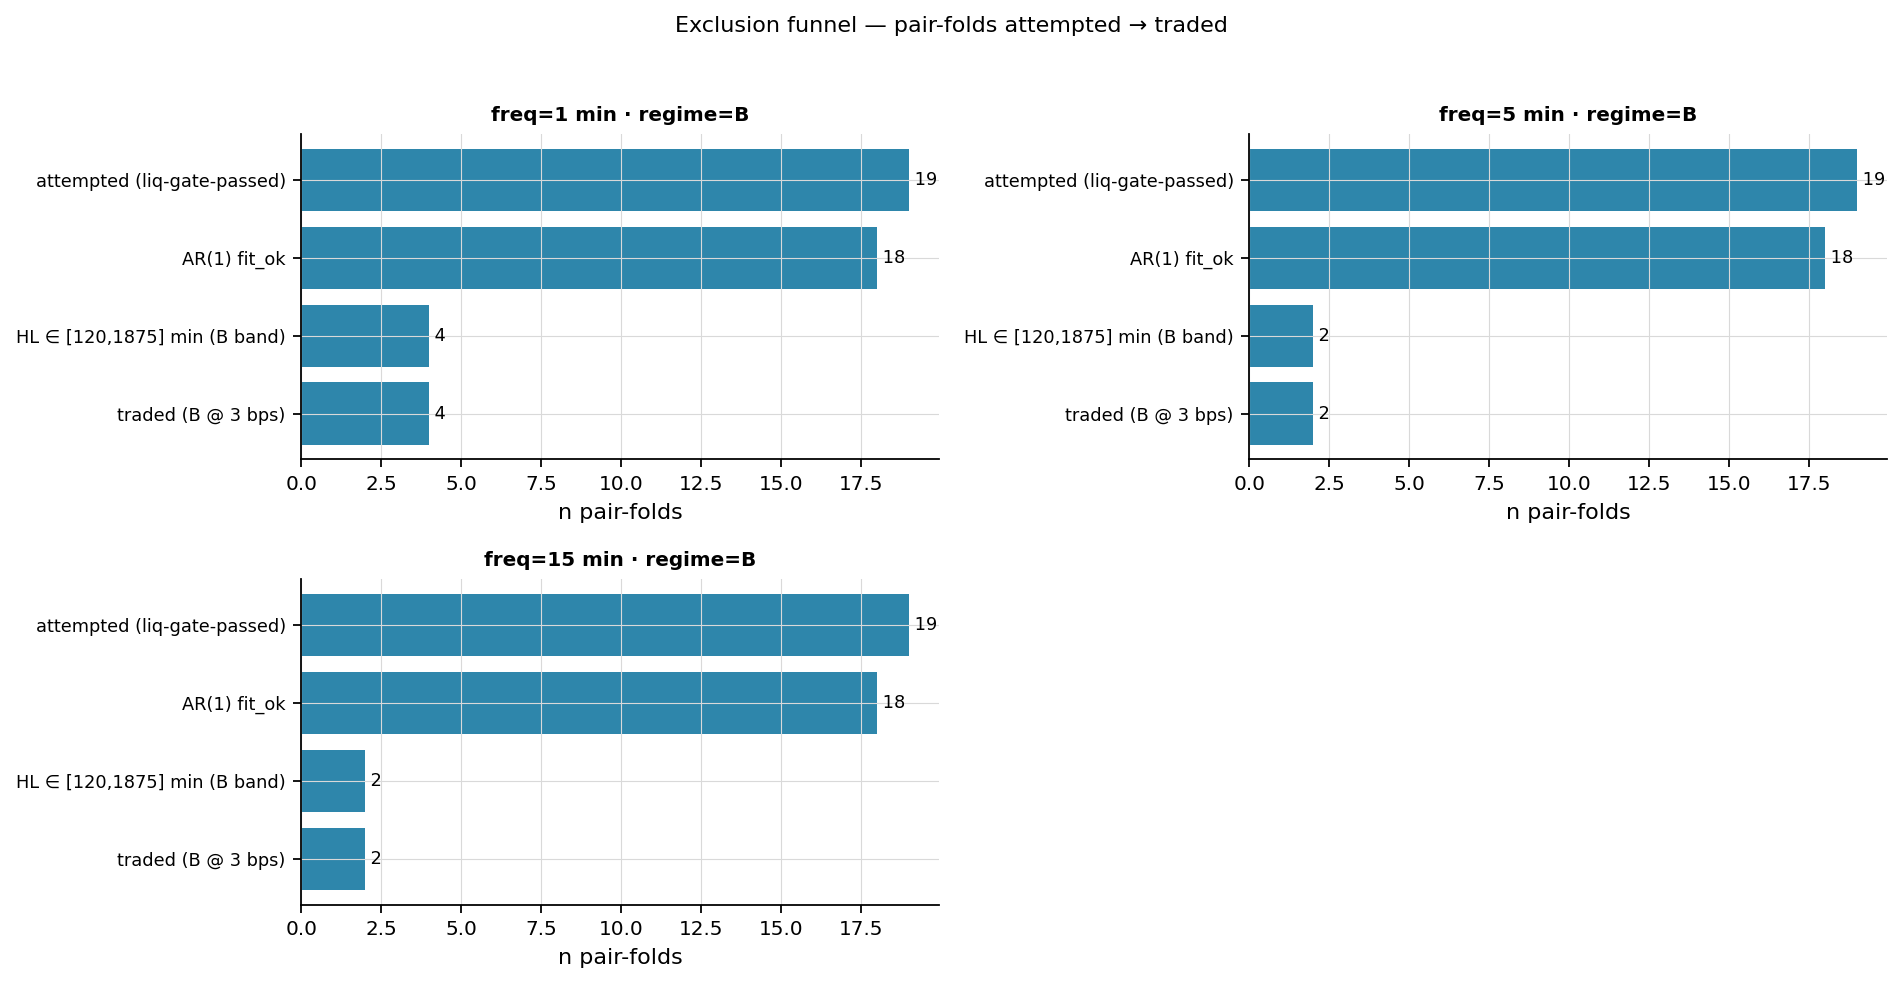 Exclusion funnel — pair-folds attempted → traded
freq=1 min · regime=B
attempted (liq-gate-passed)
19
AR(1) fit_ok
18
HL ∈ [120,1875] min (B band)
4
traded (B @ 3 bps)
4
0.0 2.5 5.0 7.5 10.0 12.5 15.0 17.5
n pair-folds
freq=5 min · regime=B
attempted (liq-gate-passed)
19
AR(1) fit_ok
18
HL ∈ [120,1875] min (B band)
2
traded (B @ 3 bps)
2
0.0 2.5 5.0 7.5 10.0 12.5 15.0 17.5
n pair-folds
freq=15 min · regime=B
attempted (liq-gate-passed)
19
AR(1) fit_ok
18
HL ∈ [120,1875] min (B band)
2
traded (B @ 3 bps)
2
0.0 2.5 5.0 7.5 10.0 12.5 15.0 17.5
n pair-folds